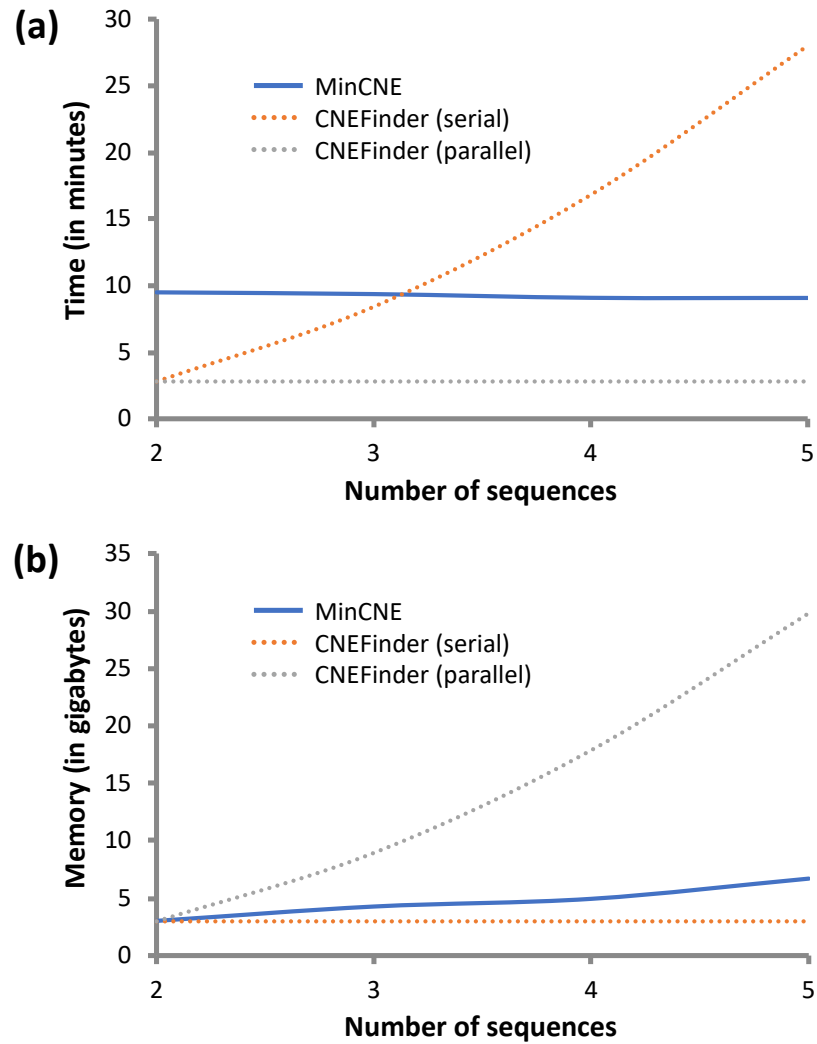 (a)
Time (in minutes)
30
25
20
15
10
5
0
MinCNE
CNEFinder (serial)
CNEFinder (parallel)
2 3 4 5
Number of sequences
(b)
Memory (in gigabytes)
35
30
25
20
15
10
5
0
MinCNE
CNEFinder (serial)
CNEFinder (parallel)
2 3 4 5
Number of sequences